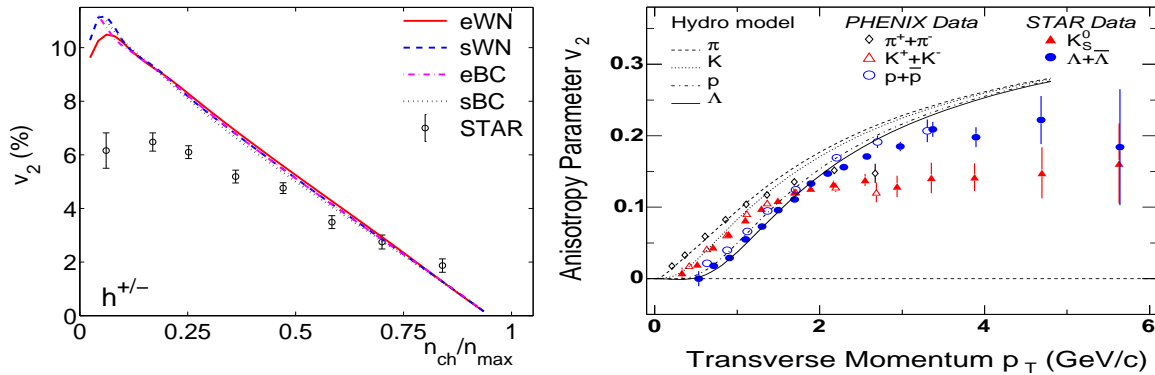 eWN
sWN
eBC
sBC
STAR
v2 (%)
10
8
6
4
2
0
h+/−
0
0.25
0.5
0.75
1
nch/nmax
Hydro model
π
K
p
Λ
PHENIX Data
π++π-
K++K-
p+p̅
STAR Data
K0S
Λ+Λ̅
Anisotropy Parameter v2
0.3
0.2
0.1
0
0
2
4
6
Transverse Momentum pT (GeV/c)